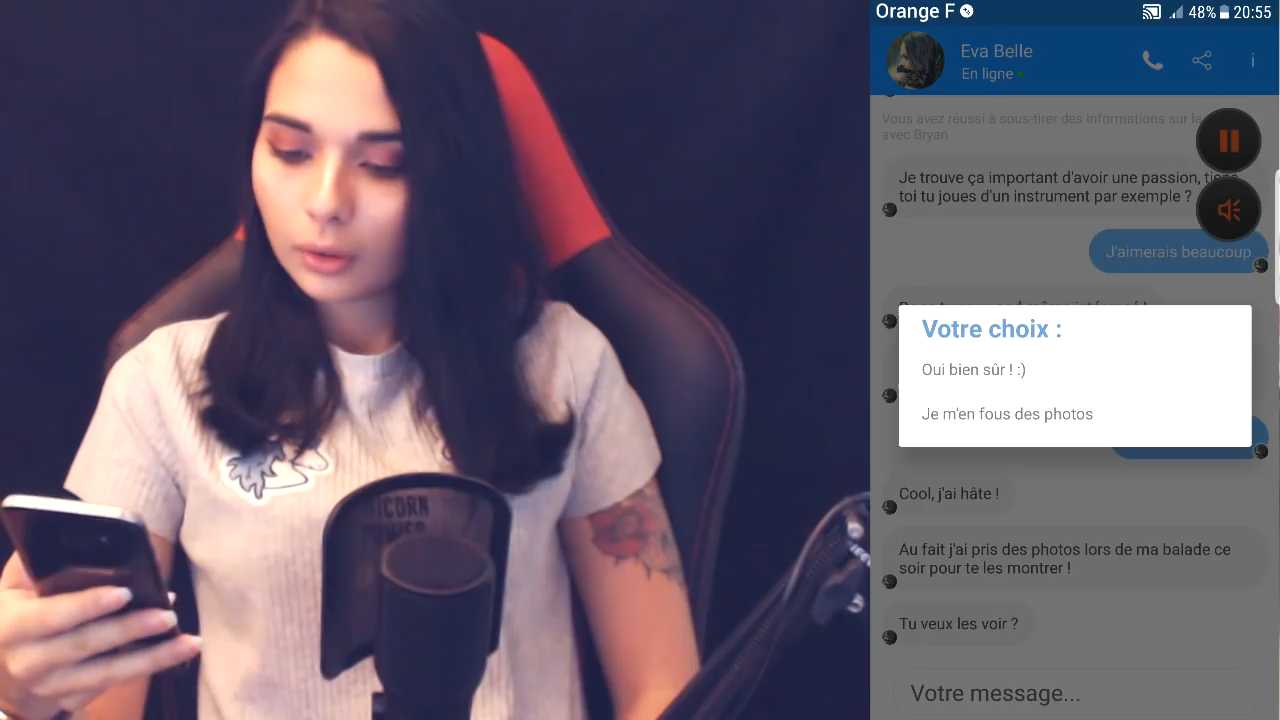 Orange F
48%
20:55
Eva Belle
En ligne
Vous avez réussi à sous-tirer des informations sur la
avec Bryan
Je trouve ça important d'avoir une passion, tiens
toi tu joues d'un instrument par exemple ?
J'aimerais beaucoup
Votre choix :
Oui bien sûr ! :)
Je m'en fous des photos
Cool, j'ai hâte !
Au fait j'ai pris des photos lors de ma balade ce
soir pour te les montrer !
Tu veux les voir ?
Votre message...